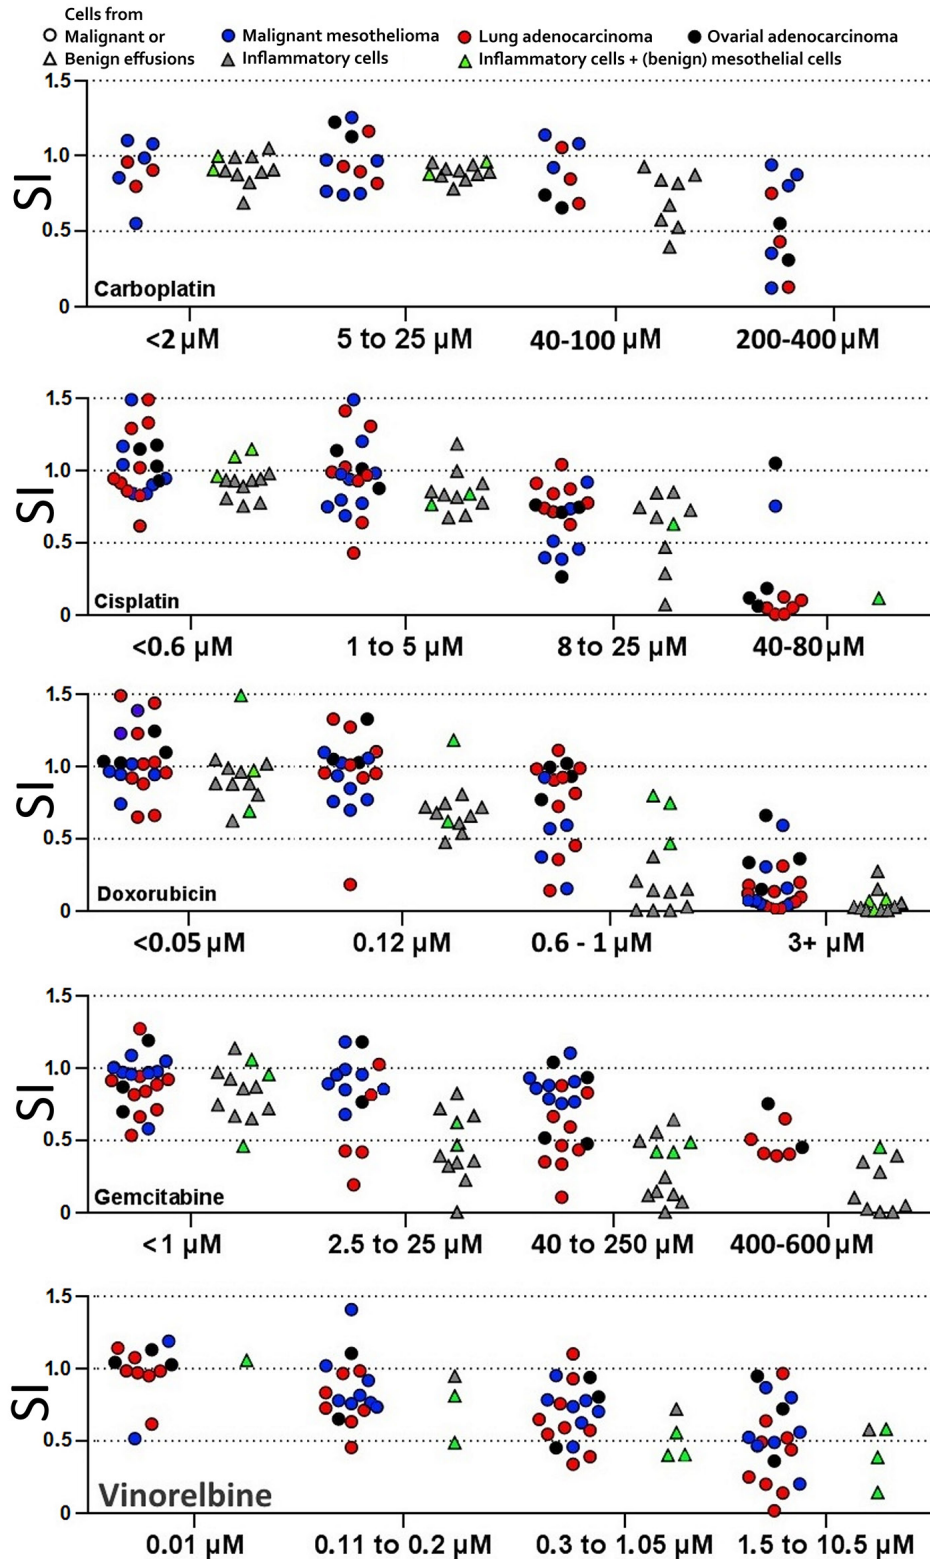 Cells from
Malignant or Malignant mesothelioma Lung adenocarcinoma Ovarial adenocarcinoma
Benign effusions Inflammatory cells Inflammatory cells + (benign) mesothelial cells
1.5
1.0
SI
0.5
Carboplatin
0
<2 µM 5 to 25 µM 40-100 µM 200-400 µM
1.5
1.0
SI
0.5
Cisplatin
0
<0.6 µM 1 to 5 µM 8 to 25 µM 40-80 µM
1.5
1.0
SI
0.5
Doxorubicin
0
<0.05 µM 0.12 µM 0.6 - 1 µM 3+ µM
1.5
1.0
SI
0.5
Gemcitabine
0
<1 µM 2.5 to 25 µM 40 to 250 µM 400-600 µM
1.5
1.0
SI
0.5
Vinorelbine
0
0.01 µM 0.11 to 0.2 µM 0.3 to 1.05 µM 1.5 to 10.5 µM